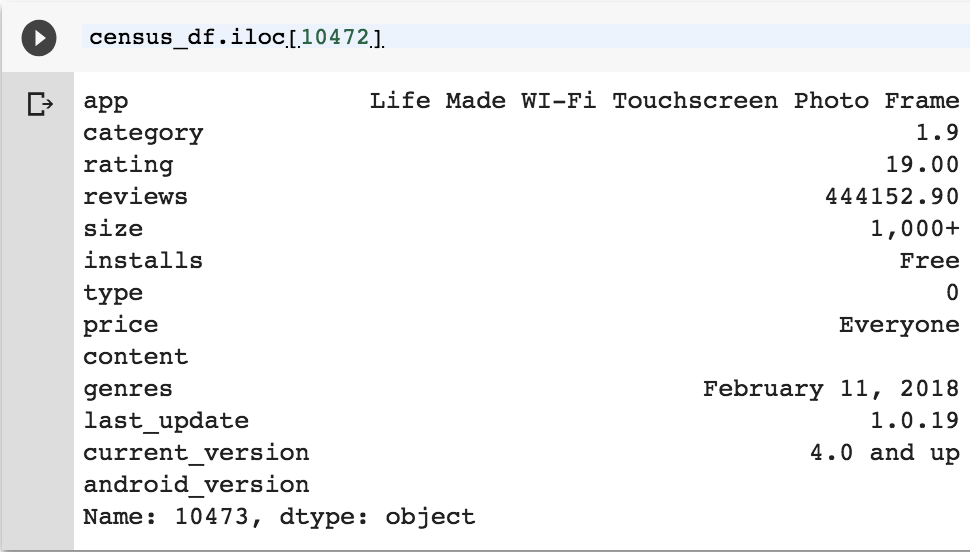 census_df.iloc[10472]
app Life Made WI-Fi Touchscreen Photo Frame
category 1.9
rating 19.00
reviews 444152.90
size 1,000+
installs Free
type 0
price Everyone
content
genres February 11, 2018
last_update 1.0.19
current_version 4.0 and up
android_version
Name: 10473, dtype: object